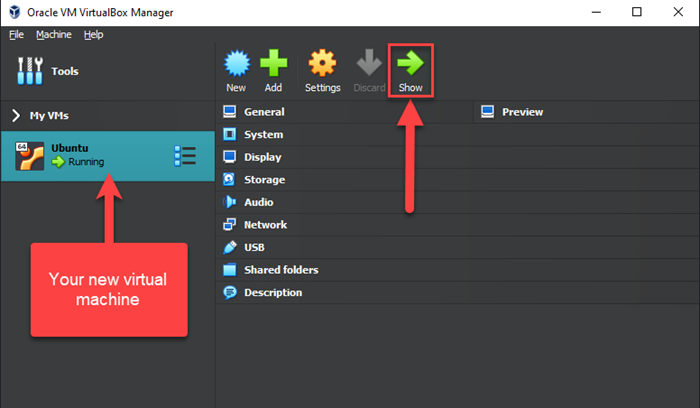 Oracle VM VirtualBox Manager
File Machine Help
Tools
New Add Settings Discard Show
My VMs
64
Ubuntu
Running
General
Preview
System
Display
Storage
Audio
Network
USB
Shared folders
Description
Your new virtual
machine